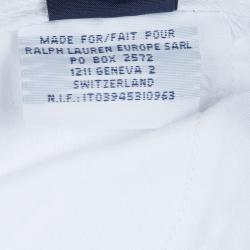 MADE FOR/FAIT POUR
RALPH LAUREN EUROPE SARL
PO BOX 2572
1211 GENEVA 2
SWITZERLAND
N.I.F.:IT03945310963